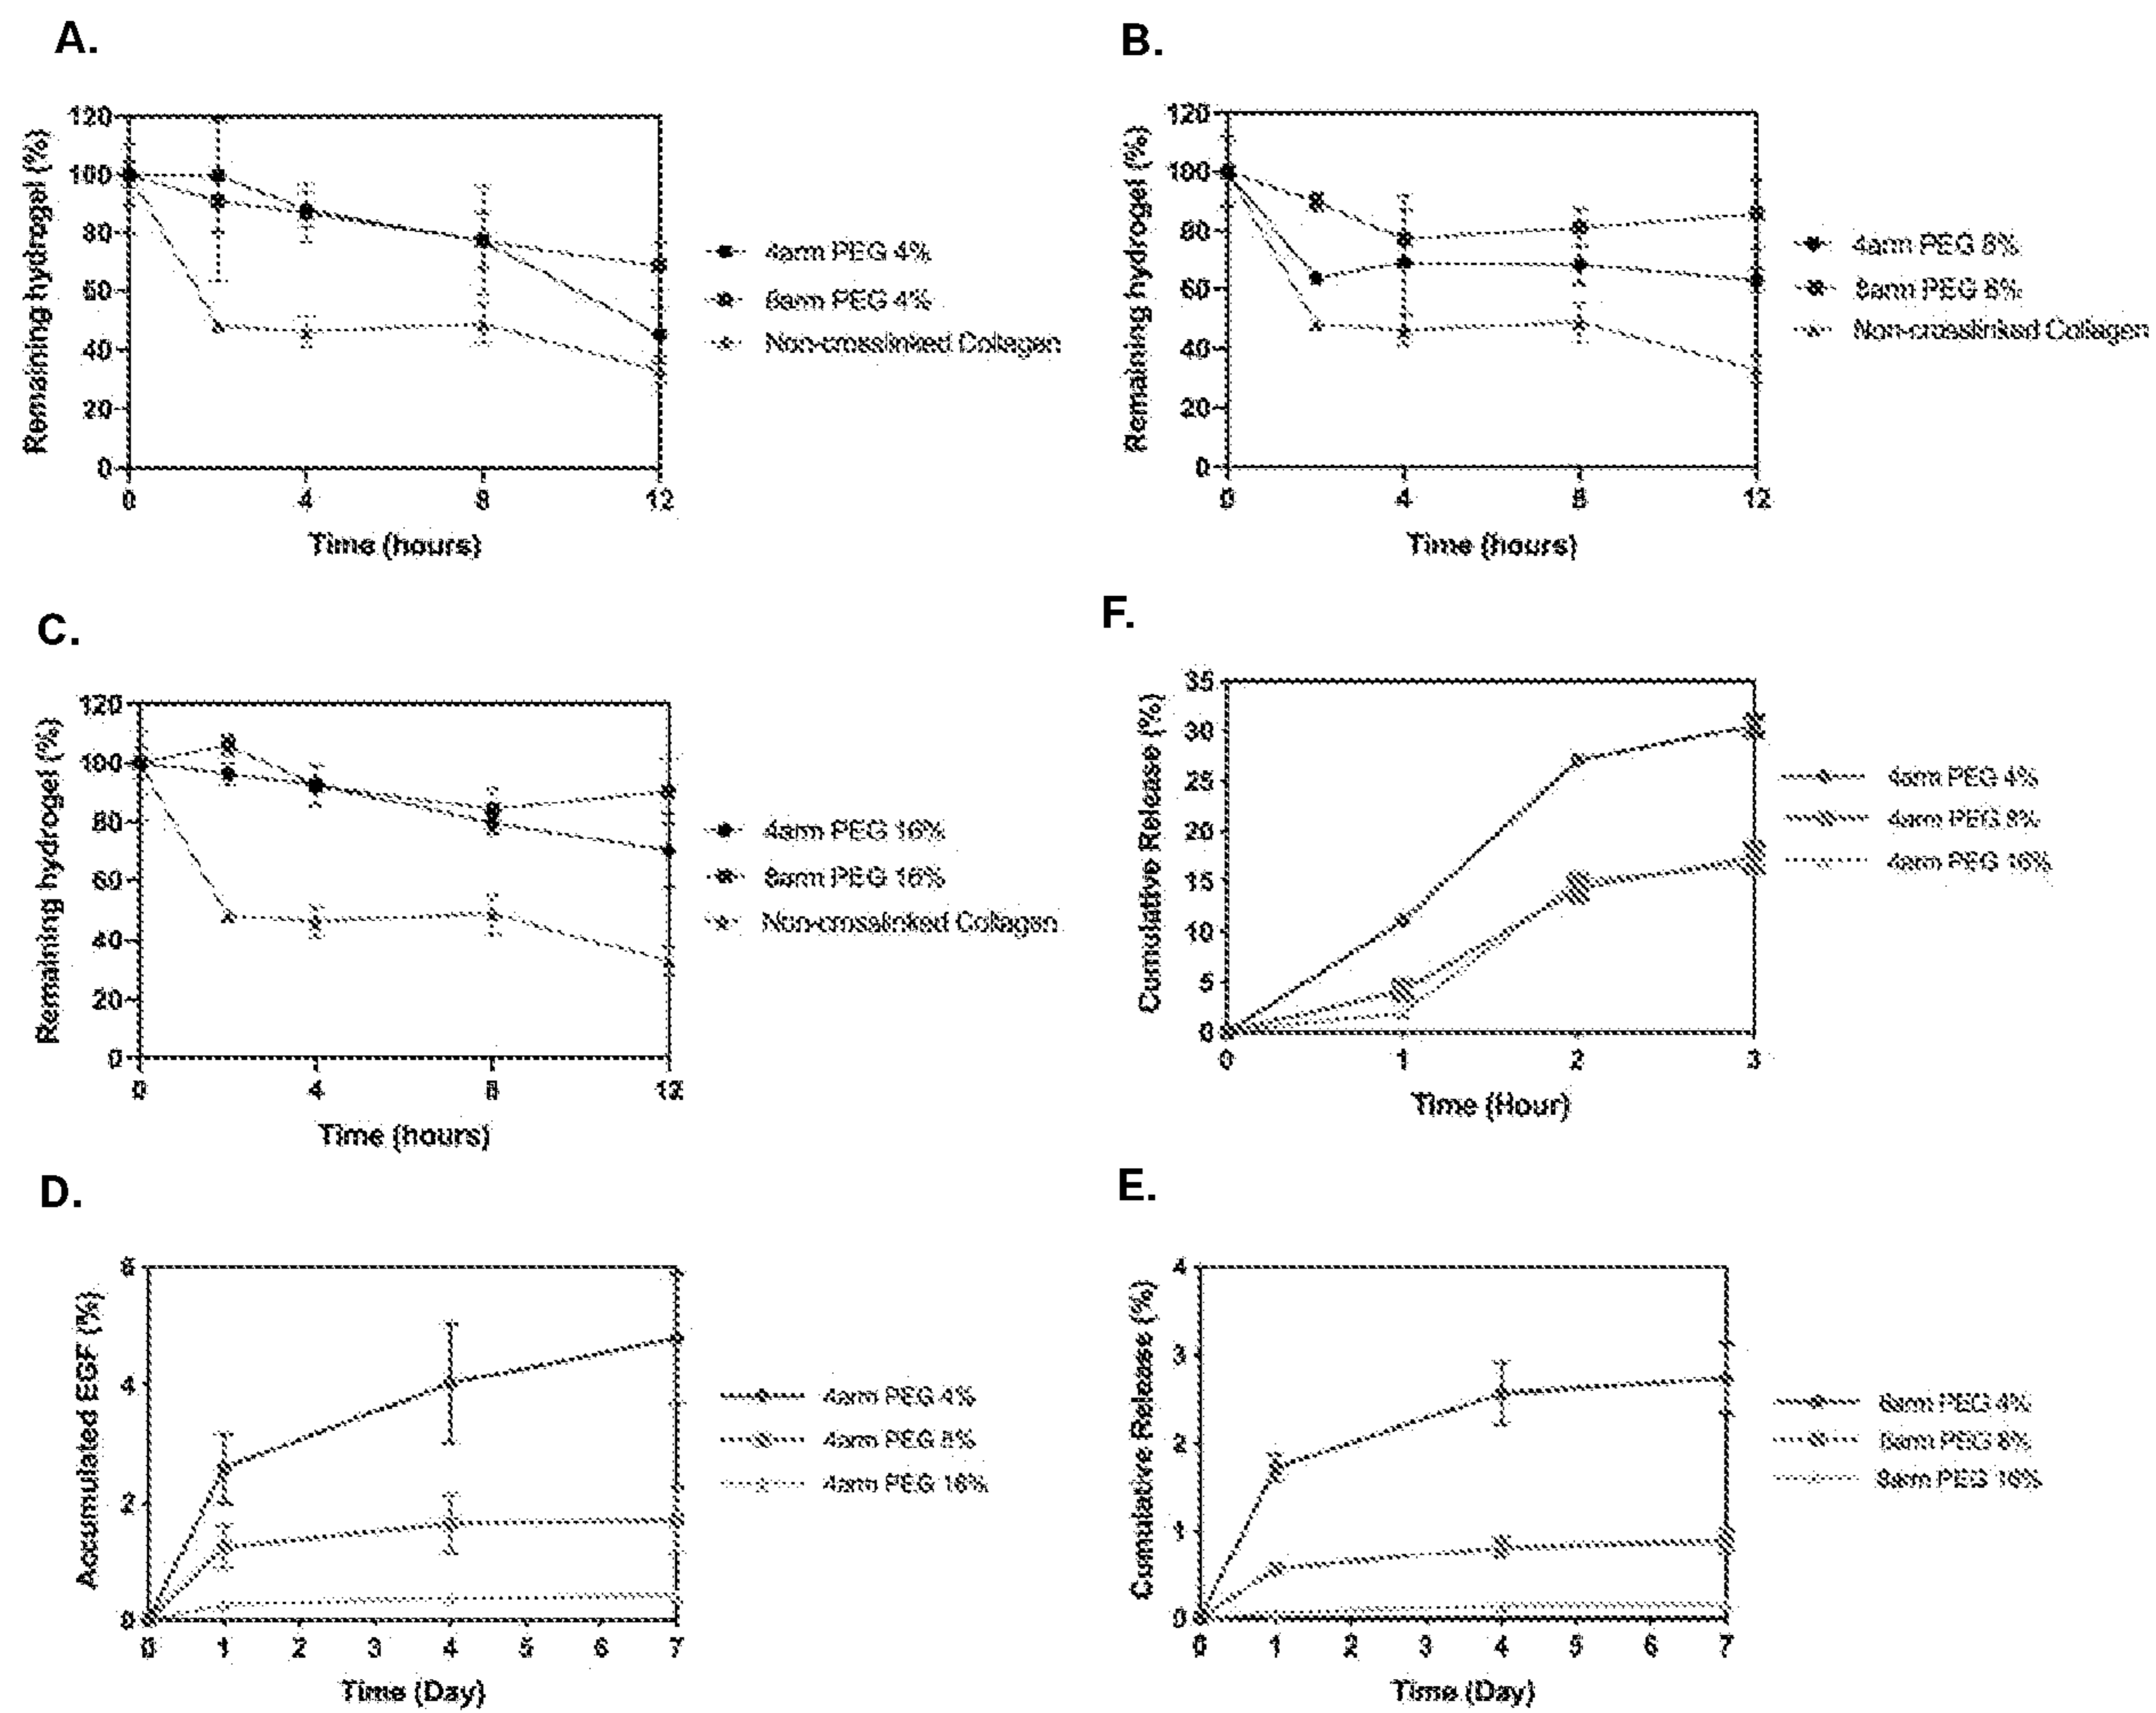 A.
Remaining hydrogel (%)
120
100
80
60
40
20
0
0 4 8 12
Time (hours)
4arm PEG 4%
8arm PEG 4%
Non-crosslinked Collagen
B.
Remaining hydrogel (%)
120
100
80
60
40
20
0
0 4 8 12
Time (hours)
4arm PEG 8%
8arm PEG 8%
Non-crosslinked Collagen
C.
Remaining hydrogel (%)
120
100
80
60
40
20
0
0 4 8 12
Time (hours)
4arm PEG 16%
8arm PEG 16%
Non-crosslinked Collagen
F.
Cumulative Release (%)
35
30
25
20
15
10
5
0
0 1 2 3
Time (Hour)
4arm PEG 4%
4arm PEG 8%
4arm PEG 16%
D.
Accumulated EGF (%)
6
4
2
0
0 1 2 3 4 5 6 7
Time (Day)
4arm PEG 4%
4arm PEG 8%
4arm PEG 16%
E.
Cumulative Release (%)
4
3
2
1
0
0 1 2 3 4 5 6 7
Time (Day)
8arm PEG 4%
8arm PEG 8%
8arm PEG 16%